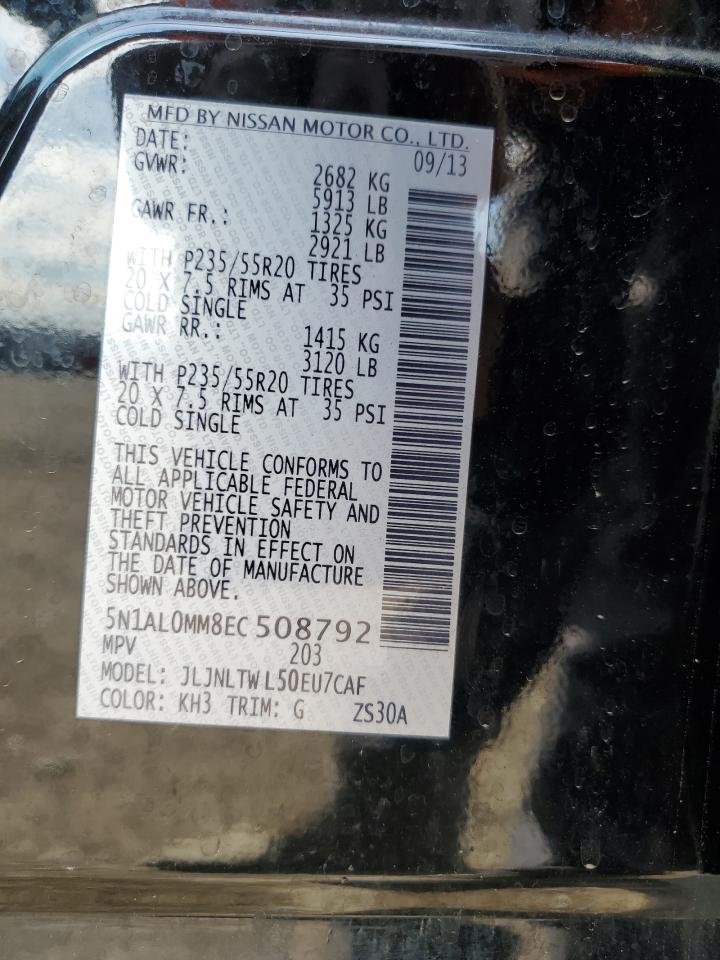 MFD BY NISSAN MOTOR CO., LTD.
DATE: 09/13
GVWR: 2682 KG
5913 LB
GAWR FR.: 1325 KG
2921 LB
WITH P235/55R20 TIRES
20 X 7.5 RIMS AT 35 PSI
COLD SINGLE
GAWR RR.: 1415 KG
3120 LB
WITH P235/55R20 TIRES
20 X 7.5 RIMS AT 35 PSI
COLD SINGLE
THIS VEHICLE CONFORMS TO
ALL APPLICABLE FEDERAL
MOTOR VEHICLE SAFETY AND
THEFT PREVENTION
STANDARDS IN EFFECT ON
THE DATE OF MANUFACTURE
SHOWN ABOVE.
5N1AL0MM8EC508792
MPV 203
MODEL: JLJNLTWL50EU7CAF
COLOR: KH3 TRIM: G ZS30A